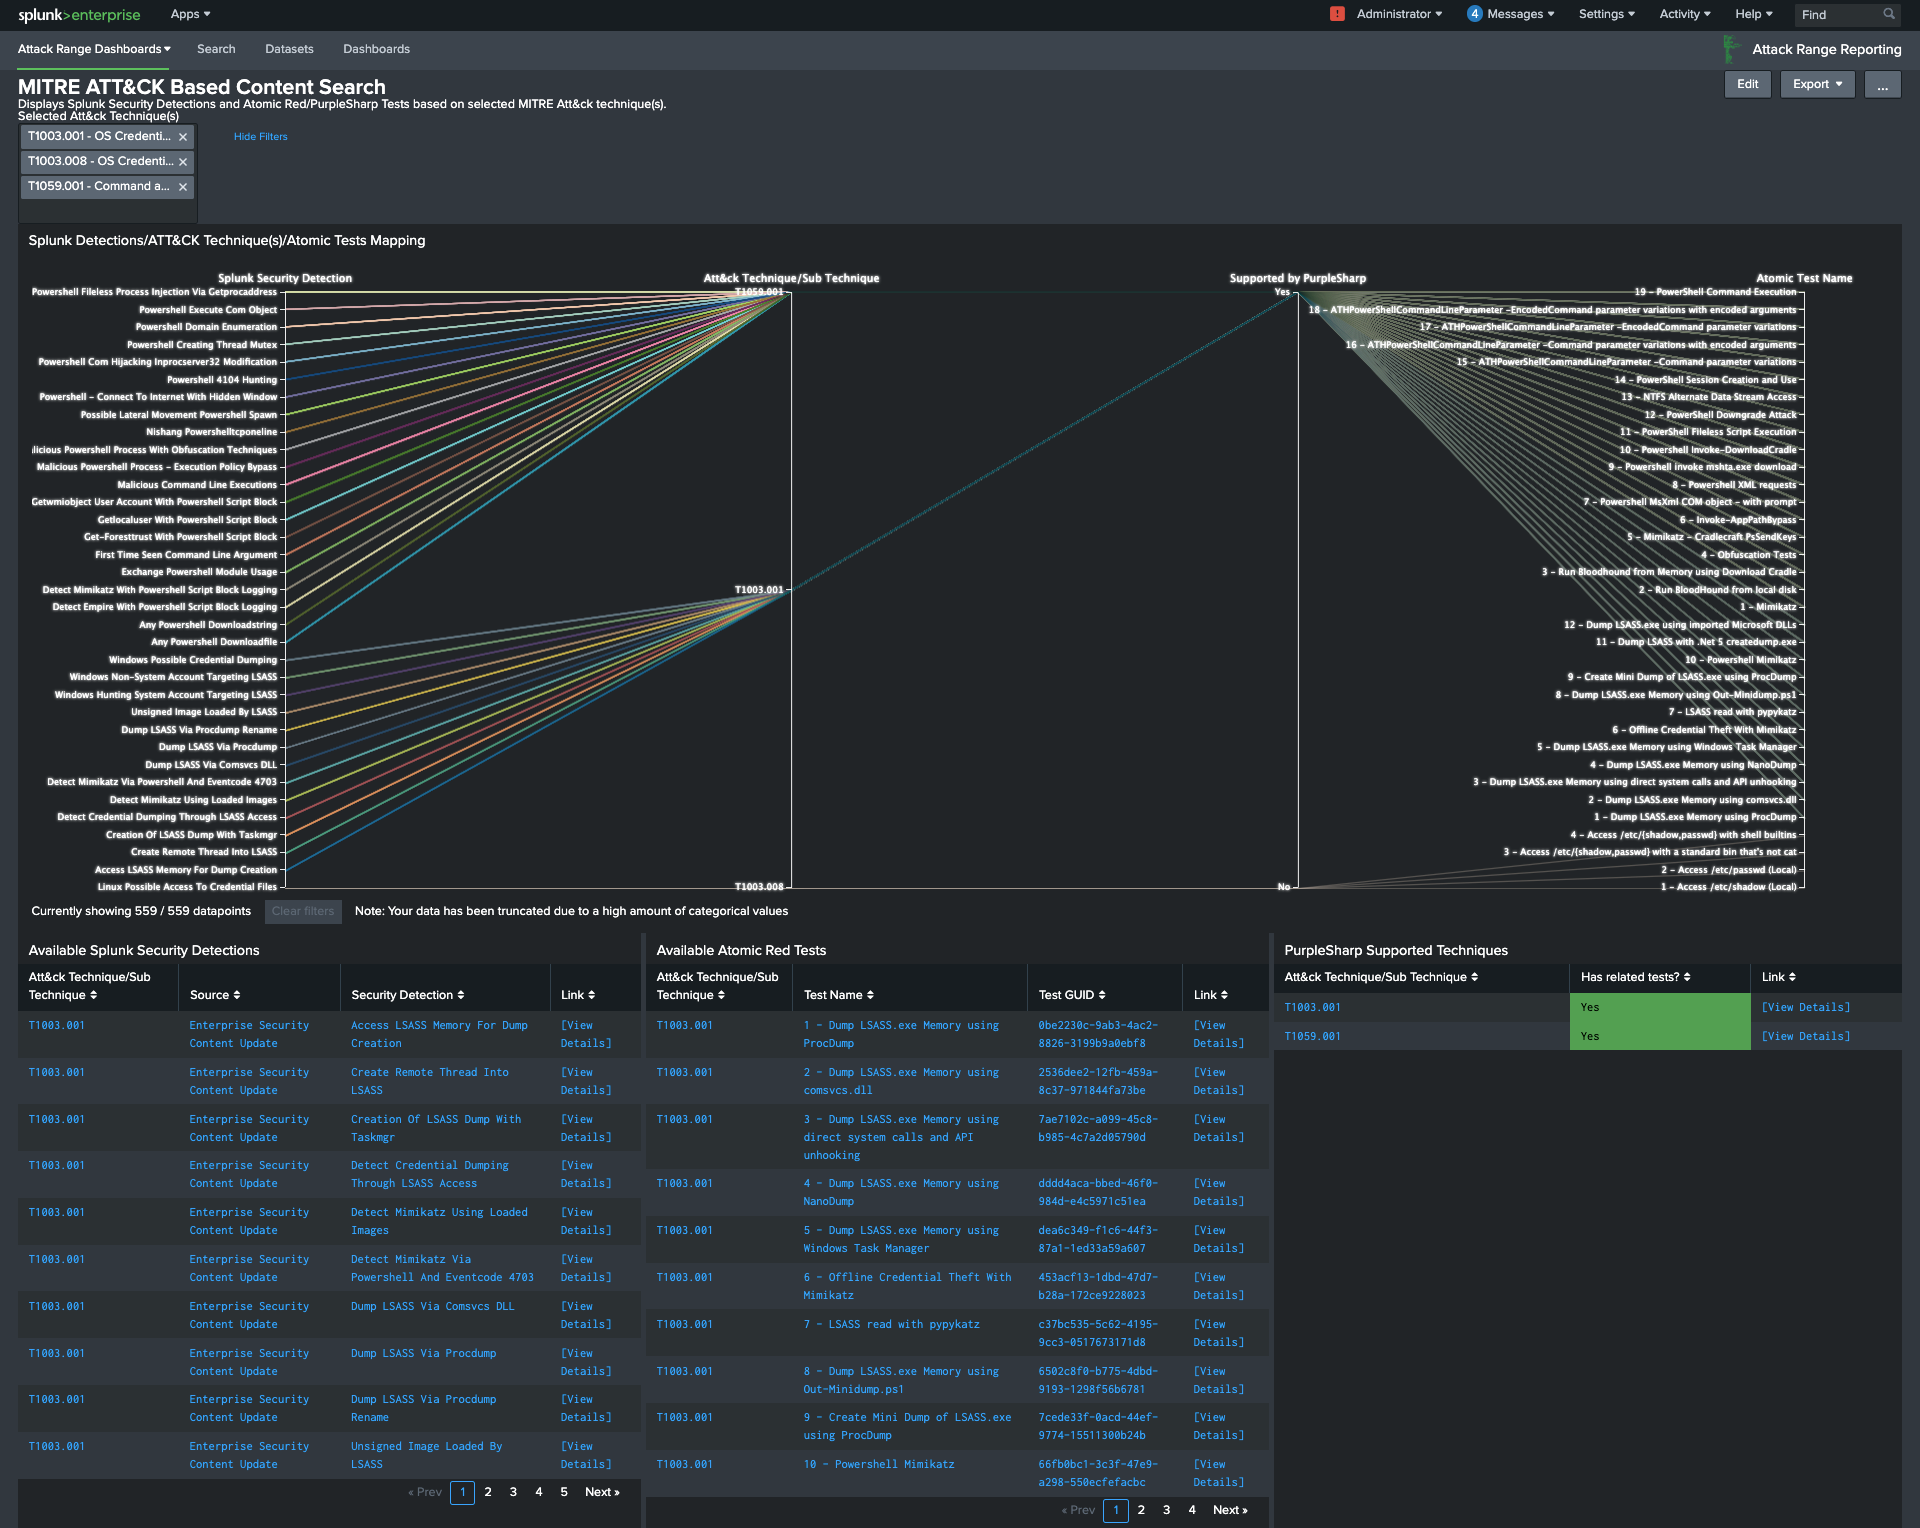 splunk>enterprise
Apps
!
Administrator
4
Messages
Settings
Activity
Help
Find
Attack Range Dashboards
Search
Datasets
Dashboards
Attack Range Reporting
MITRE ATT&CK Based Content Search
Edit
Export
...
Displays Splunk Security Detections and Atomic Red/PurpleSharp Tests based on selected MITRE Att&ck technique(s).
Selected Att&ck Technique(s)
T1003.001 - OS Credenti...
T1003.008 - OS Credenti...
T1059.001 - Command a...
Hide Filters
Splunk Detections/ATT&CK Technique(s)/Atomic Tests Mapping
Splunk Security Detection
Powershell Fileless Process Injection Via Getprocaddress
Powershell Execute Com Object
Powershell Domain Enumeration
Powershell Creating Thread Mutex
Powershell Com Hijacking Inprocserver32 Modification
Powershell 4104 Hunting
Powershell - Connect To Internet With Hidden Window
Possible Lateral Movement Powershell Spawn
Nishang Powershelltcponeline
licious Powershell Process With Obfuscation Techniques
Malicious Powershell Process - Execution Policy Bypass
Malicious Command Line Executions
Getwmiobject User Account With Powershell Script Block
Getlocaluser With Powershell Script Block
Get-Foresttrust With Powershell Script Block
First Time Seen Command Line Argument
Exchange Powershell Module Usage
Detect Mimikatz With Powershell Script Block Logging
Detect Empire With Powershell Script Block Logging
Any Powershell Downloadstring
Any Powershell Downloadfile
Windows Possible Credential Dumping
Windows Non-System Account Targeting LSASS
Windows Hunting System Account Targeting LSASS
Unsigned Image Loaded By LSASS
Dump LSASS Via Procdump Rename
Dump LSASS Via Procdump
Dump LSASS Via Comsvcs DLL
Detect Mimikatz Via Powershell And Eventcode 4703
Detect Mimikatz Using Loaded Images
Detect Credential Dumping Through LSASS Access
Creation Of LSASS Dump With Taskmgr
Create Remote Thread Into LSASS
Access LSASS Memory For Dump Creation
Linux Possible Access To Credential Files
Att&ck Technique/Sub Technique
T1059.001
T1003.001
T1003.008
Supported by PurpleSharp
Yes
No
Atomic Test Name
19 - PowerShell Command Execution
18 - ATHPowerShellCommandLineParameter -EncodedCommand parameter variations with encoded arguments
17 - ATHPowerShellCommandLineParameter -EncodedCommand parameter variations
16 - ATHPowerShellCommandLineParameter -Command parameter variations with encoded arguments
15 - ATHPowerShellCommandLineParameter -Command parameter variations
14 - PowerShell Session Creation and Use
13 - NTFS Alternate Data Stream Access
12 - PowerShell Downgrade Attack
11 - PowerShell Fileless Script Execution
10 - Powershell Invoke-DownloadCradle
9 - Powershell invoke mshta.exe download
8 - Powershell XML requests
7 - Powershell MsXml COM object - with prompt
6 - Invoke-AppPathBypass
5 - Mimikatz - Cradlecraft PsSendKeys
4 - Obfuscation Tests
3 - Run Bloodhound from Memory using Download Cradle
2 - Run BloodHound from local disk
1 - Mimikatz
12 - Dump LSASS.exe using imported Microsoft DLLs
11 - Dump LSASS with .Net 5 createdump.exe
10 - Powershell Mimikatz
9 - Create Mini Dump of LSASS.exe using ProcDump
8 - Dump LSASS.exe Memory using Out-Minidump.ps1
7 - LSASS read with pypykatz
6 - Offline Credential Theft With Mimikatz
5 - Dump LSASS.exe Memory using Windows Task Manager
4 - Dump LSASS.exe Memory using NanoDump
3 - Dump LSASS.exe Memory using direct system calls and API unhooking
2 - Dump LSASS.exe Memory using comsvcs.dll
1 - Dump LSASS.exe Memory using ProcDump
4 - Access /etc/{shadow,passwd} with shell builtins
3 - Access /etc/{shadow,passwd} with a standard bin that's not cat
2 - Access /etc/passwd (Local)
1 - Access /etc/shadow (Local)
Currently showing 559 / 559 datapoints
Clear filters
Note: Your data has been truncated due to a high amount of categorical values
Available Splunk Security Detections
Att&ck Technique/Sub
Technique
Source
Security Detection
Link
T1003.001
Enterprise Security
Content Update
Access LSASS Memory For Dump
Creation
[View
Details]
T1003.001
Enterprise Security
Content Update
Create Remote Thread Into
LSASS
[View
Details]
T1003.001
Enterprise Security
Content Update
Creation Of LSASS Dump With
Taskmgr
[View
Details]
T1003.001
Enterprise Security
Content Update
Detect Credential Dumping
Through LSASS Access
[View
Details]
T1003.001
Enterprise Security
Content Update
Detect Mimikatz Using Loaded
Images
[View
Details]
T1003.001
Enterprise Security
Content Update
Detect Mimikatz Via
Powershell And Eventcode 4703
[View
Details]
T1003.001
Enterprise Security
Content Update
Dump LSASS Via Comsvcs DLL
[View
Details]
T1003.001
Enterprise Security
Content Update
Dump LSASS Via Procdump
[View
Details]
T1003.001
Enterprise Security
Content Update
Dump LSASS Via Procdump
Rename
[View
Details]
T1003.001
Enterprise Security
Content Update
Unsigned Image Loaded By
LSASS
[View
Details]
« Prev 1 2 3 4 5 Next »
Available Atomic Red Tests
Att&ck Technique/Sub
Technique
Test Name
Test GUID
Link
T1003.001
1 - Dump LSASS.exe Memory using
ProcDump
0be2230c-9ab3-4ac2-
8826-3199b9a0ebf8
[View
Details]
T1003.001
2 - Dump LSASS.exe Memory using
comsvcs.dll
2536dee2-12fb-459a-
8c37-971844fa73be
[View
Details]
T1003.001
3 - Dump LSASS.exe Memory using
direct system calls and API
unhooking
7ae7102c-a099-45c8-
b985-4c7a2d05790d
[View
Details]
T1003.001
4 - Dump LSASS.exe Memory using
NanoDump
dddd4aca-bbed-46f0-
984d-e4c5971c51ea
[View
Details]
T1003.001
5 - Dump LSASS.exe Memory using
Windows Task Manager
dea6c349-f1c6-44f3-
87a1-1ed33a59a607
[View
Details]
T1003.001
6 - Offline Credential Theft With
Mimikatz
453acf13-1dbd-47d7-
b28a-172ce9228023
[View
Details]
T1003.001
7 - LSASS read with pypykatz
c37bc535-5c62-4195-
9cc3-0517673171d8
[View
Details]
T1003.001
8 - Dump LSASS.exe Memory using
Out-Minidump.ps1
6502c8f0-b775-4dbd-
9193-1298f56b6781
[View
Details]
T1003.001
9 - Create Mini Dump of LSASS.exe
using ProcDump
7cede33f-0acd-44ef-
9774-15511300b24b
[View
Details]
T1003.001
10 - Powershell Mimikatz
66fb0bc1-3c3f-47e9-
a298-550ecfefacbc
[View
Details]
« Prev 1 2 3 4 Next »
PurpleSharp Supported Techniques
Att&ck Technique/Sub Technique
Has related tests?
Link
T1003.001
Yes
[View Details]
T1059.001
Yes
[View Details]